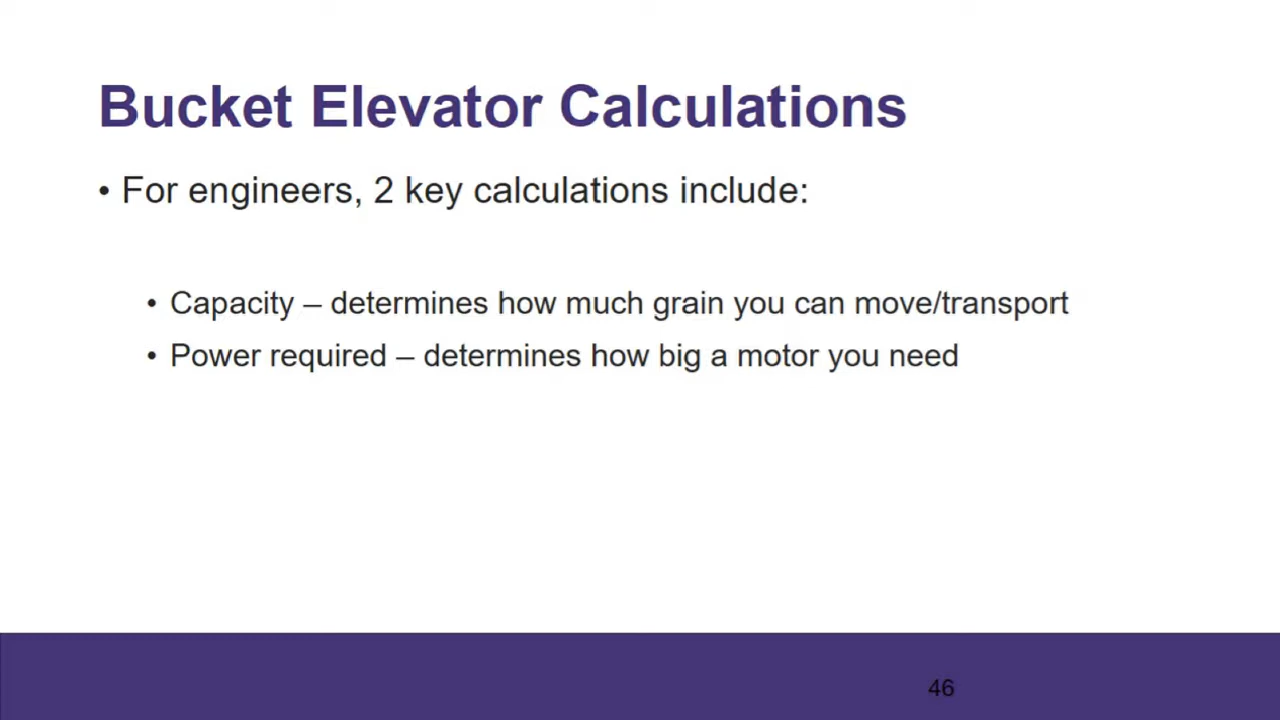 Bucket Elevator Calculations
• For engineers, 2 key calculations include:
• Capacity – determines how much grain you can move/transport
• Power required – determines how big a motor you need
46